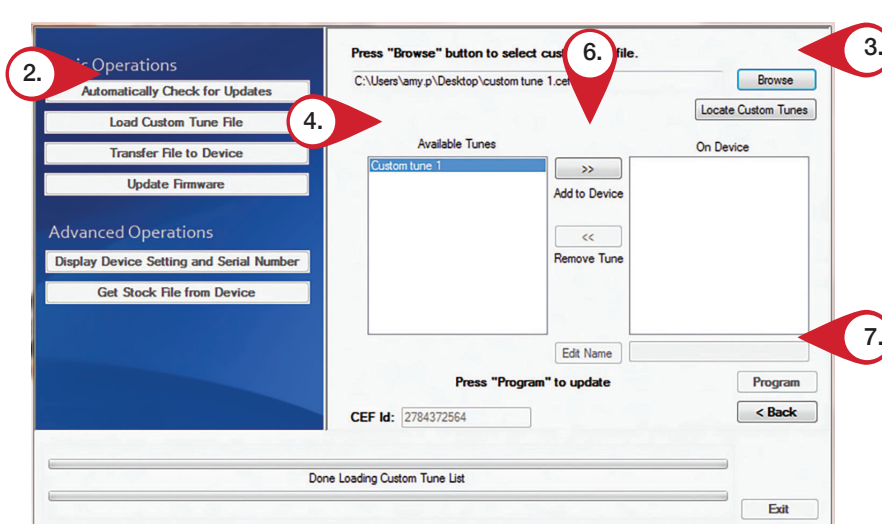 2.
Operations
Automatically Check for Updates
Load Custom Tune File
Transfer File to Device
Update Firmware
Advanced Operations
Display Device Setting and Serial Number
Get Stock File from Device
Press "Browse" button to select file.
6.
3.
C:\Users\amy.p\Desktop\custom tune 1.cef
Browse
Locate Custom Tunes
4.
Available Tunes
On Device
Custom tune 1
>>
Add to Device
<<
Remove Tune
7.
Edit Name
Press "Program" to update
Program
CEF Id: 2784372564
< Back
Done Loading Custom Tune List
Exit